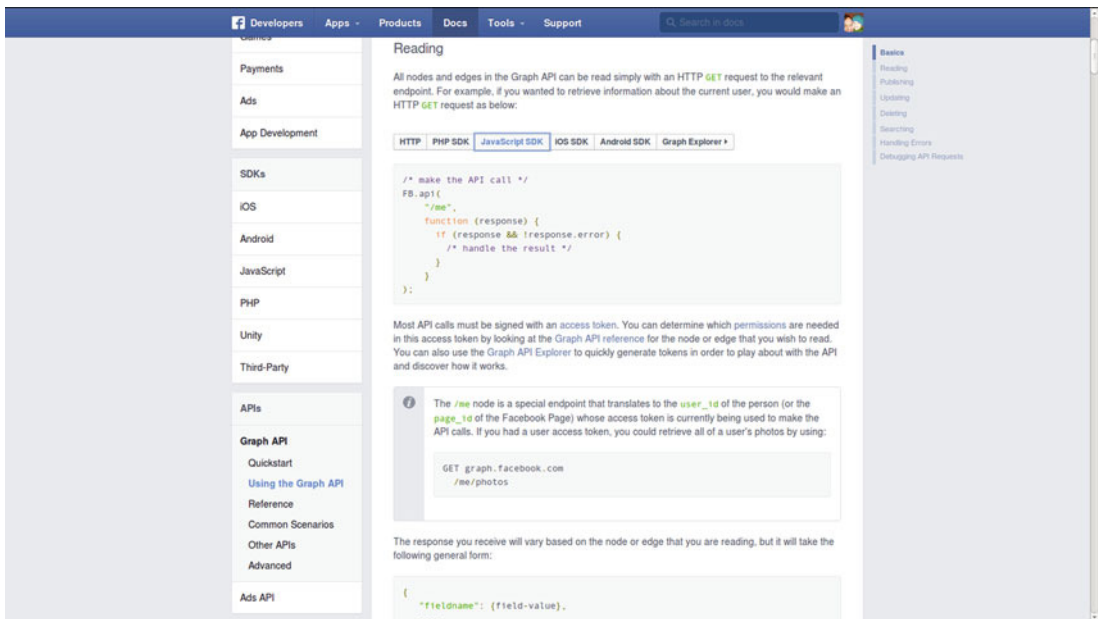 Developers Apps Products Docs Tools Support Search in docs
Games
Payments
Ads
App Development
SDKs
iOS
Android
JavaScript
PHP
Unity
Third-Party
APIs
Graph API
Quickstart
Using the Graph API
Reference
Common Scenarios
Other APIs
Advanced
Ads API
Reading
All nodes and edges in the Graph API can be read simply with an HTTP GET request to the relevant
endpoint. For example, if you wanted to retrieve information about the current user, you would make an
HTTP GET request as below:
HTTP PHP SDK JavaScript SDK iOS SDK Android SDK Graph Explorer
/* make the API call */
FB.api(
"/me",
function (response) {
if (response && !response.error) {
/* handle the result */
}
}
);
Most API calls must be signed with an access token. You can determine which permissions are needed
in this access token by looking at the Graph API reference for the node or edge that you wish to read.
You can also use the Graph API Explorer to quickly generate tokens in order to play about with the API
and discover how it works.
The /me node is a special endpoint that translates to the user_id of the person (or the
page_id of the Facebook Page) whose access token is currently being used to make the
API calls. If you had a user access token, you could retrieve all of a user's photos by using:
GET graph.facebook.com
/me/photos
The response you receive will vary based on the node or edge that you are reading, but it will take the
following general form:
{
"fieldname": {field-value},
Basics
Reading
Publishing
Updating
Deleting
Searching
Handling Errors
Debugging API Requests